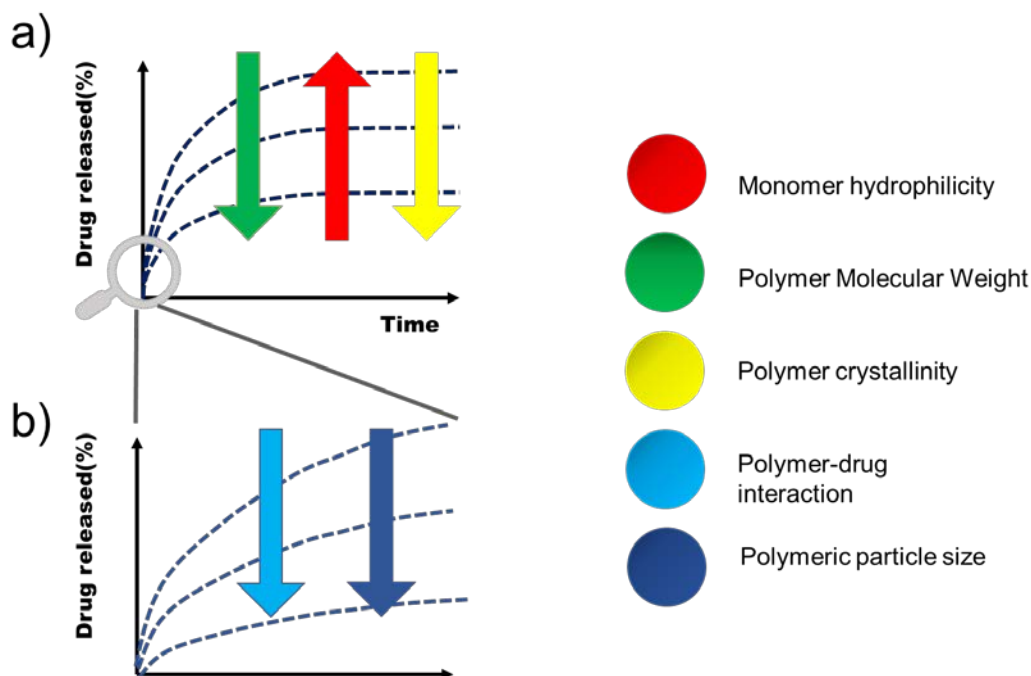 a)
Drug released(%)
Time
b)
Drug released(%)
Monomer hydrophilicity
Polymer Molecular Weight
Polymer crystallinity
Polymer-drug
interaction
Polymeric particle size